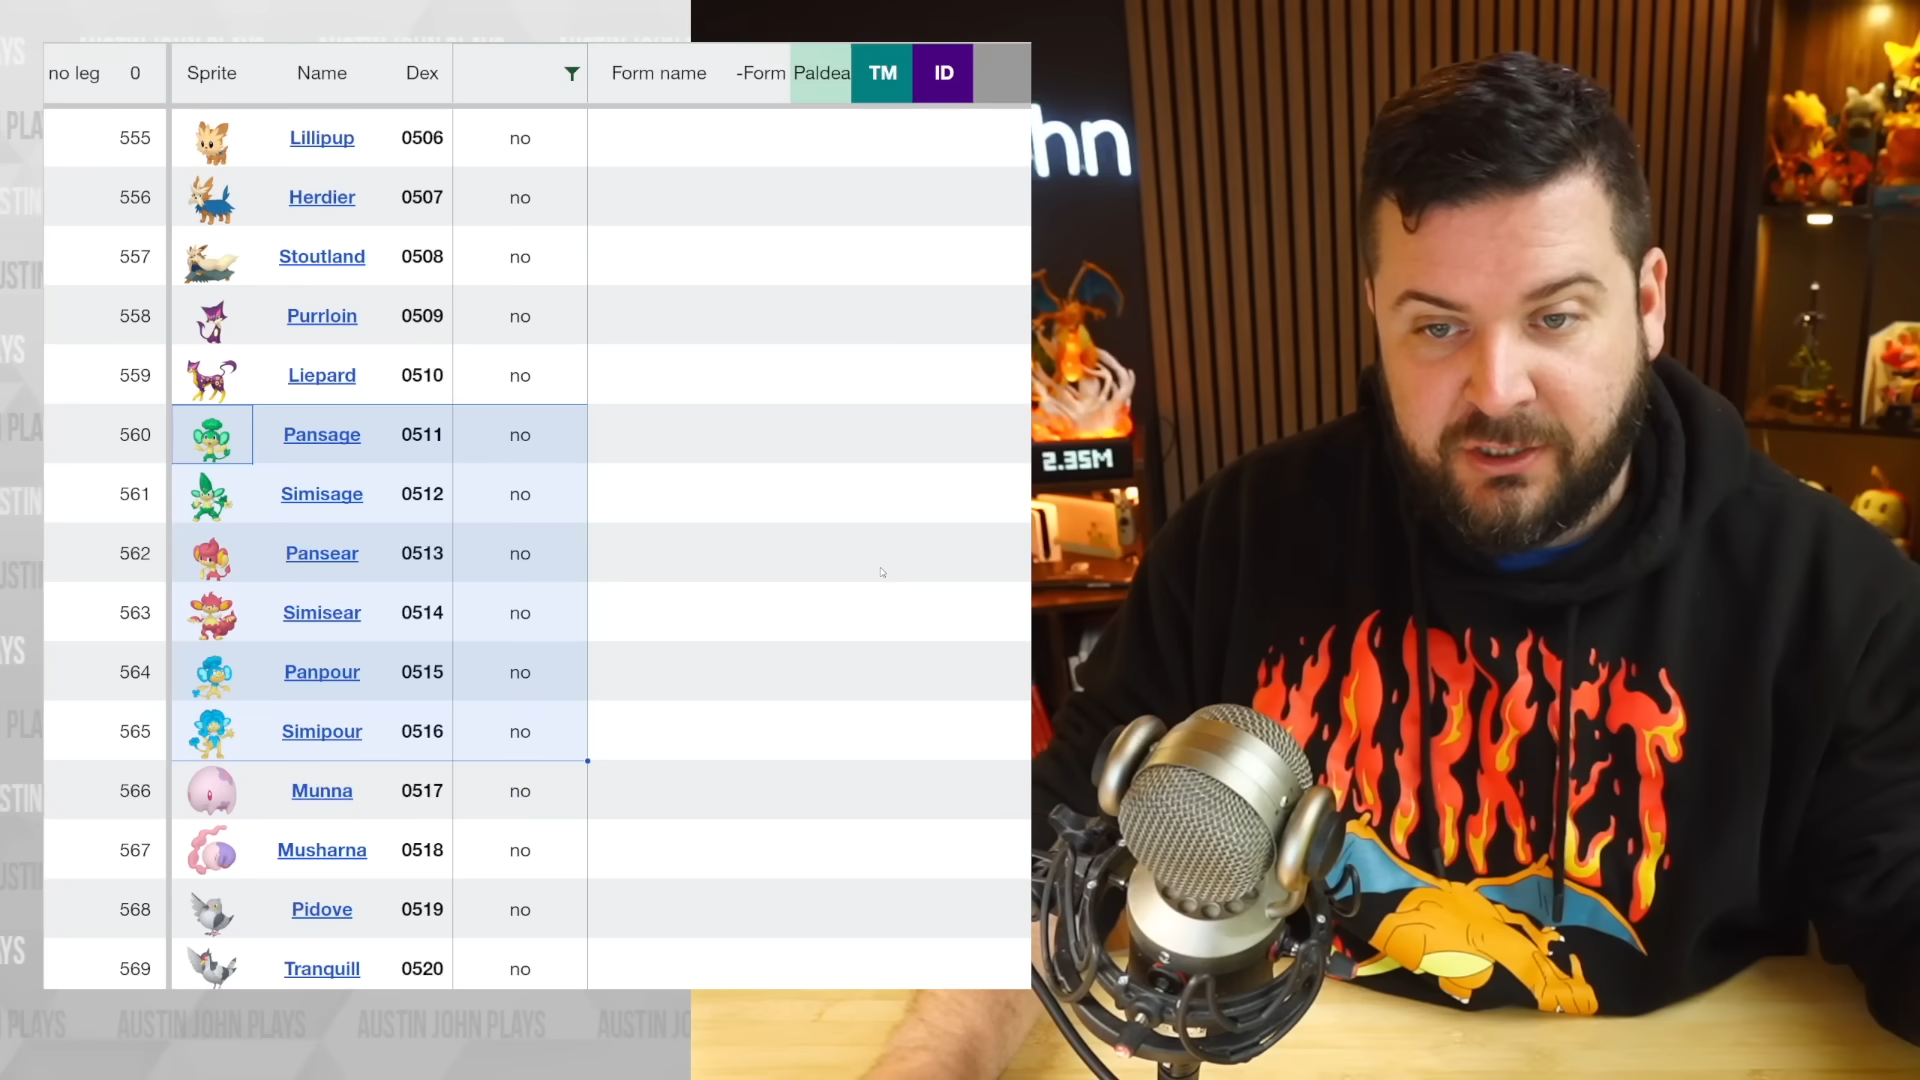 no leg 0 Sprite Name Dex Form name -Form Paldea TM ID
555 Lillipup 0506 no
556 Herdier 0507 no
557 Stoutland 0508 no
558 Purrloin 0509 no
559 Liepard 0510 no
560 Pansage 0511 no
561 Simisage 0512 no
562 Pansear 0513 no
563 Simisear 0514 no
564 Panpour 0515 no
565 Simipour 0516 no
566 Munna 0517 no
567 Musharna 0518 no
568 Pidove 0519 no
569 Tranquill 0520 no
PLAYS AUSTIN JOHN PLAYS AUSTIN JOHN PLAYS AUSTIN JO
hn
2.35M
MARKET